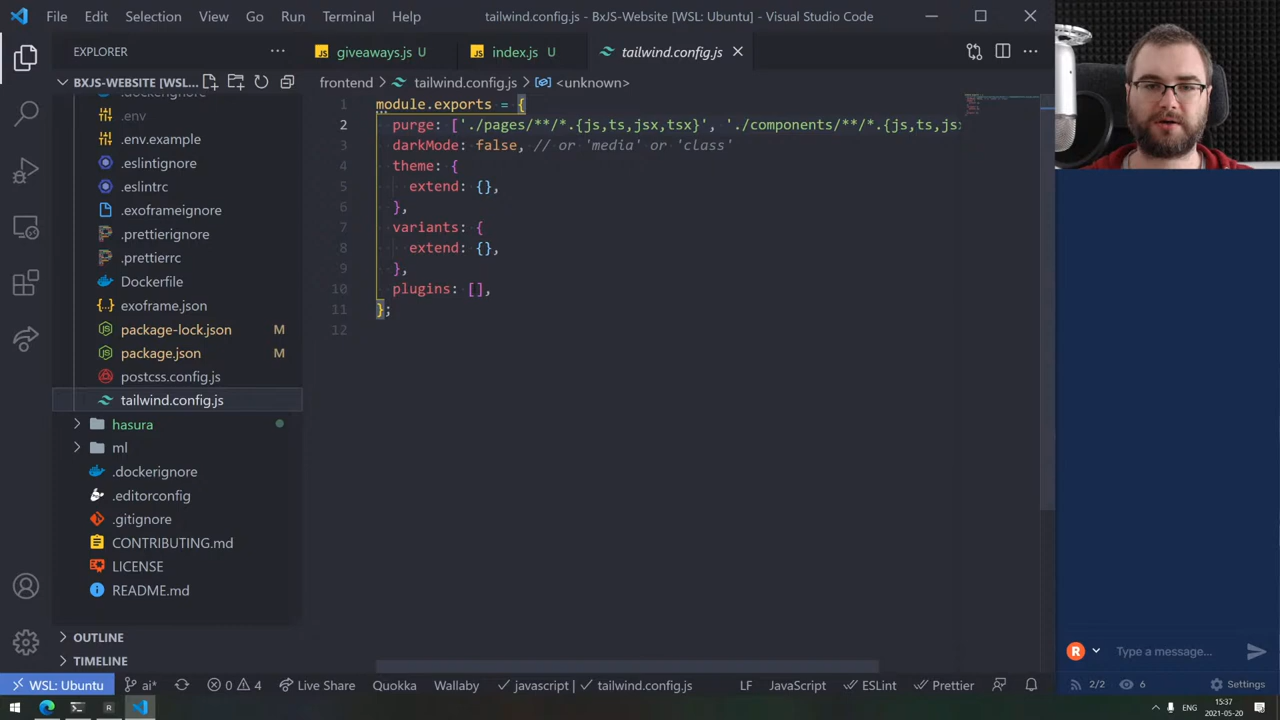 File Edit Selection View Go Run Terminal Help
tailwind.config.js - BxJS-Website [WSL: Ubuntu] - Visual Studio Code
EXPLORER
giveaways.js U
index.js U
tailwind.config.js
BXJS-WEBSITE [WSL...
frontend > tailwind.config.js > <unknown>
.dockerignore
.env
.env.example
.eslintignore
.eslintrc
.exoframeignore
.prettierignore
.prettierrc
Dockerfile
exoframe.json
package-lock.json M
package.json M
postcss.config.js
tailwind.config.js
hasura
ml
.dockerignore
.editorconfig
.gitignore
CONTRIBUTING.md
LICENSE
README.md
OUTLINE
TIMELINE
1 module.exports = {
2 purge: ['./pages/**/*.{js,ts,jsx,tsx}', './components/**/*.{js,ts,js
3 darkMode: false, // or 'media' or 'class'
4 theme: {
5 extend: {},
6 },
7 variants: {
8 extend: {},
9 },
10 plugins: [],
11 };
12
R Type a message...
2/2 6 Settings
WSL: Ubuntu ai* 0 4 Live Share Quokka Wallaby javascript tailwind.config.js LF JavaScript ESLint Prettier
ENG
15:37
2021-05-20